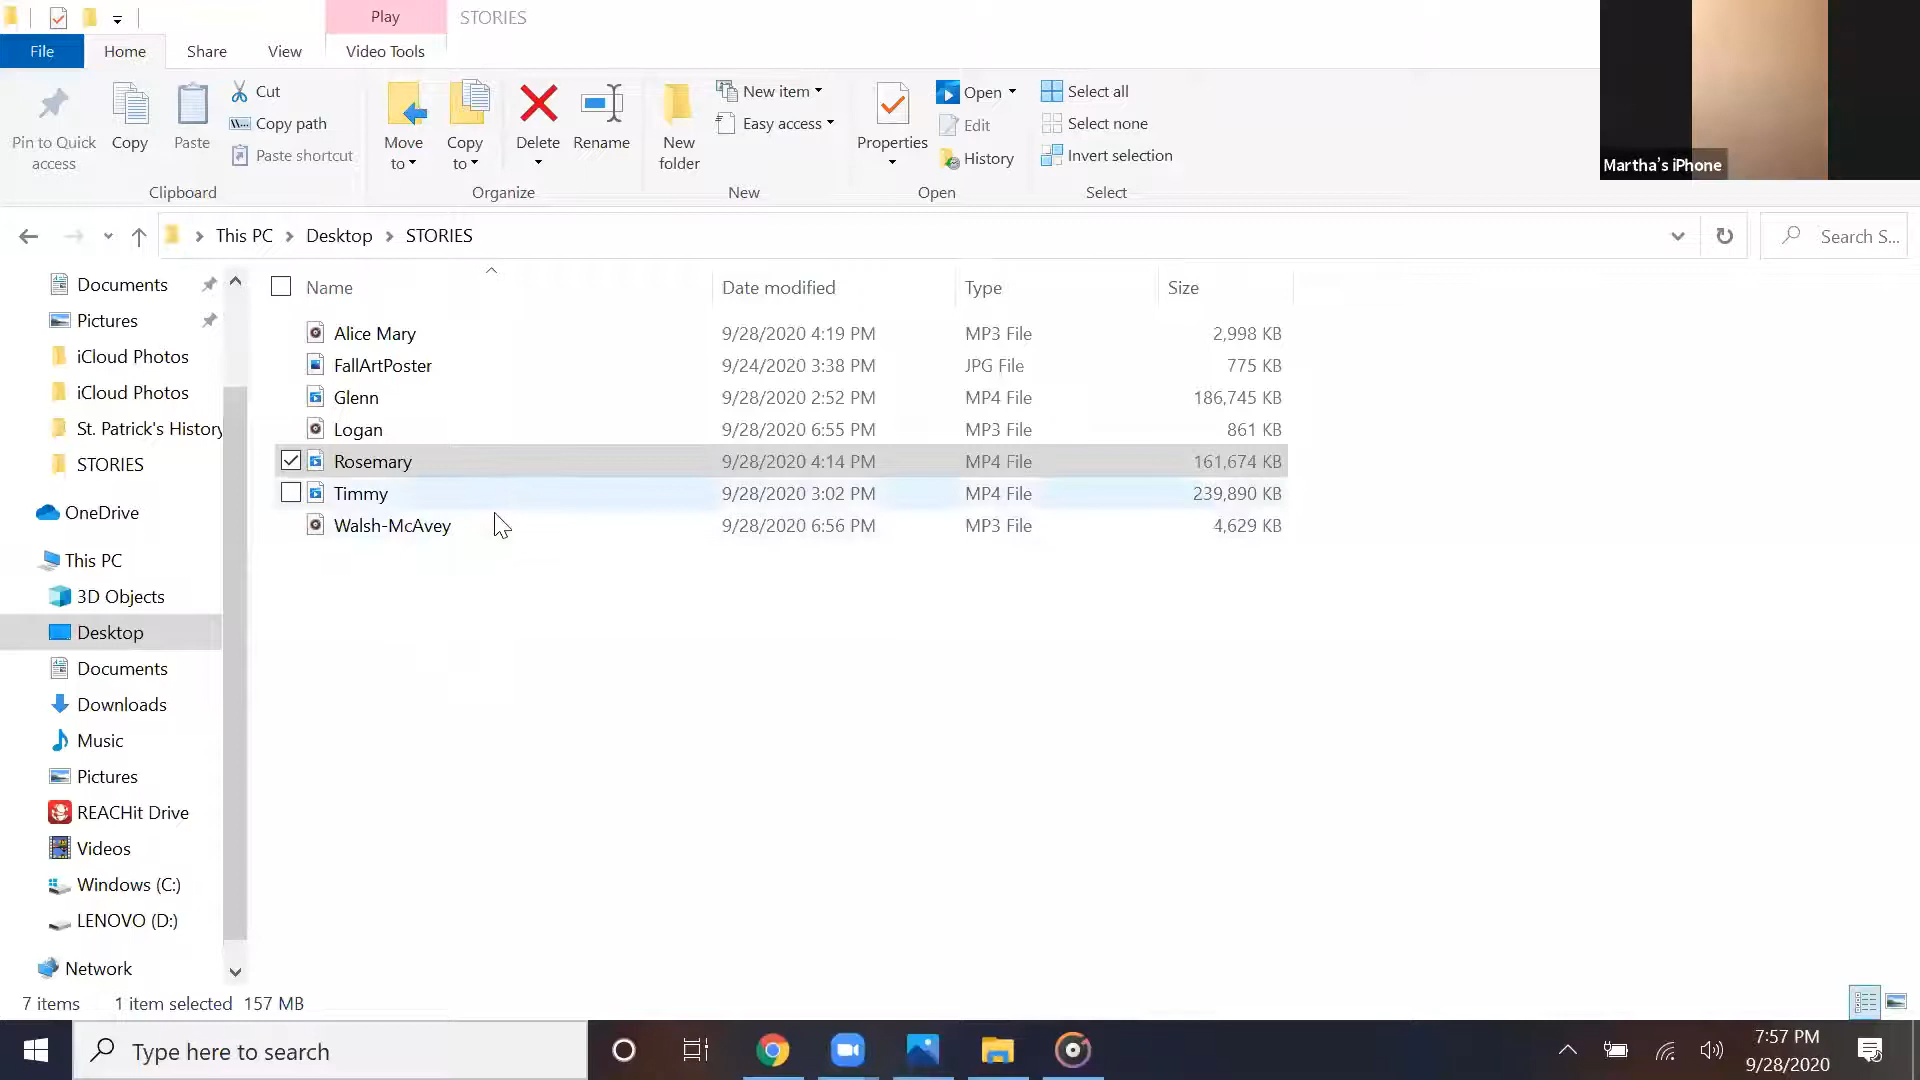 Play
STORIES
File
Home
Share
View
Video Tools
Pin to Quick access
Copy
Paste
Cut
Copy path
Paste shortcut
Clipboard
Move to
Copy to
Delete
Rename
Organize
New folder
New item
Easy access
New
Properties
Open
Edit
History
Open
Select all
Select none
Invert selection
Select
Martha's iPhone
This PC
Desktop
STORIES
Search S...
Documents
Pictures
iCloud Photos
iCloud Photos
St. Patrick's History
STORIES
OneDrive
This PC
3D Objects
Desktop
Documents
Downloads
Music
Pictures
REACHit Drive
Videos
Windows (C:)
LENOVO (D:)
Network
Name Date modified Type Size
Alice Mary 9/28/2020 4:19 PM MP3 File 2,998 KB
FallArtPoster 9/24/2020 3:38 PM JPG File 775 KB
Glenn 9/28/2020 2:52 PM MP4 File 186,745 KB
Logan 9/28/2020 6:55 PM MP3 File 861 KB
Rosemary 9/28/2020 4:14 PM MP4 File 161,674 KB
Timmy 9/28/2020 3:02 PM MP4 File 239,890 KB
Walsh-McAvey 9/28/2020 6:56 PM MP3 File 4,629 KB
7 items 1 item selected 157 MB
Type here to search
7:57 PM
9/28/2020